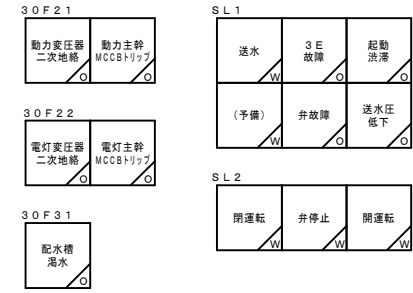 30F21
動力変圧器
二次地絡
O
動力主幹
MCCBトリップ
O
30F22
電灯変圧器
二次地絡
O
電灯主幹
MCCBトリップ
O
30F31
配水槽
渇水
O
SL1
送水
W
3E
故障
O
起動
渋滞
O
(予備)
W
弁故障
O
送水圧
低下
O
SL2
閉運転
W
弁停止
W
開運転
W